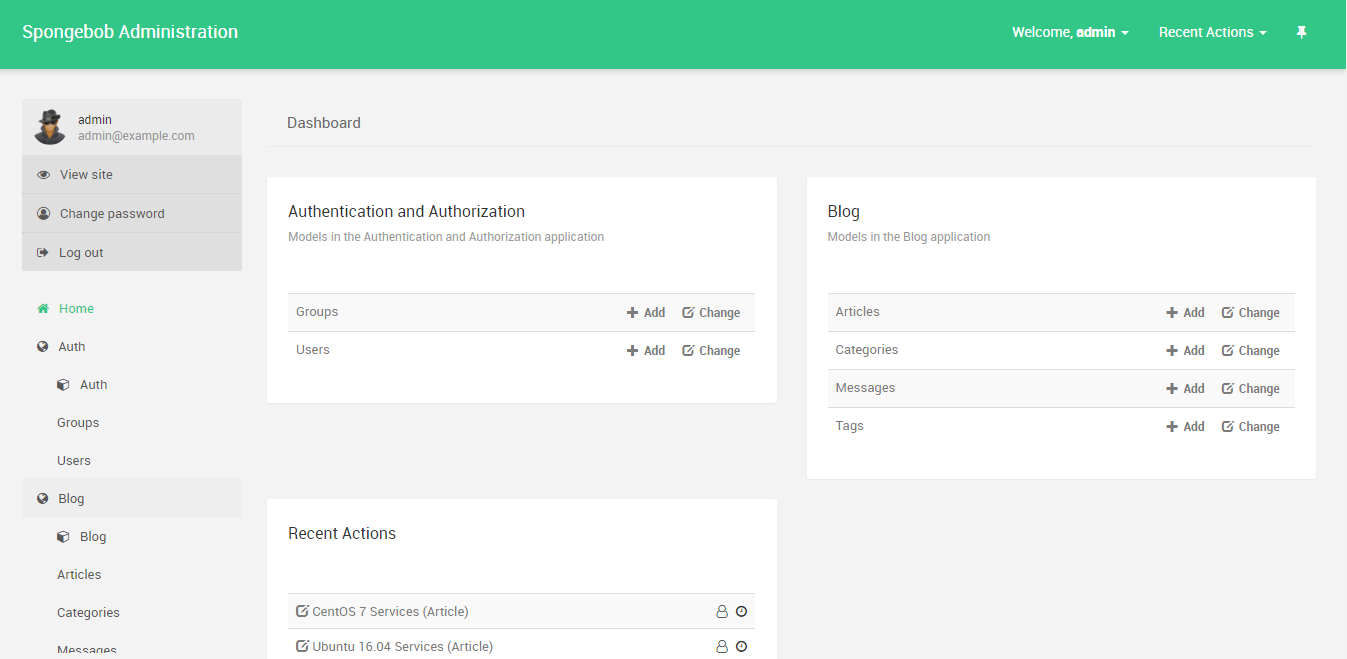 Spongebob Administration
Welcome, admin
Recent Actions
admin
admin@example.com
View site
Change password
Log out
Home
Auth
Auth
Groups
Users
Blog
Blog
Articles
Categories
Messages
Dashboard
Authentication and Authorization
Models in the Authentication and Authorization application
Groups Add Change
Users Add Change
Blog
Models in the Blog application
Articles Add Change
Categories Add Change
Messages Add Change
Tags Add Change
Recent Actions
CentOS 7 Services (Article)
Ubuntu 16.04 Services (Article)